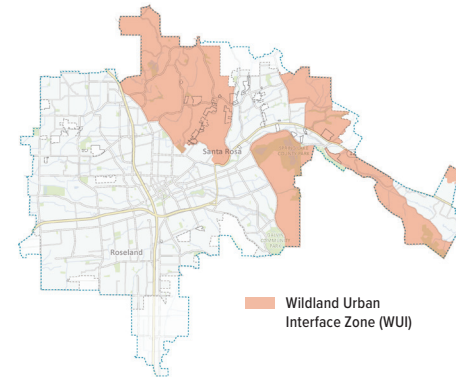 Santa Rosa
Roseland
Wildland Urban
Interface Zone (WUI)